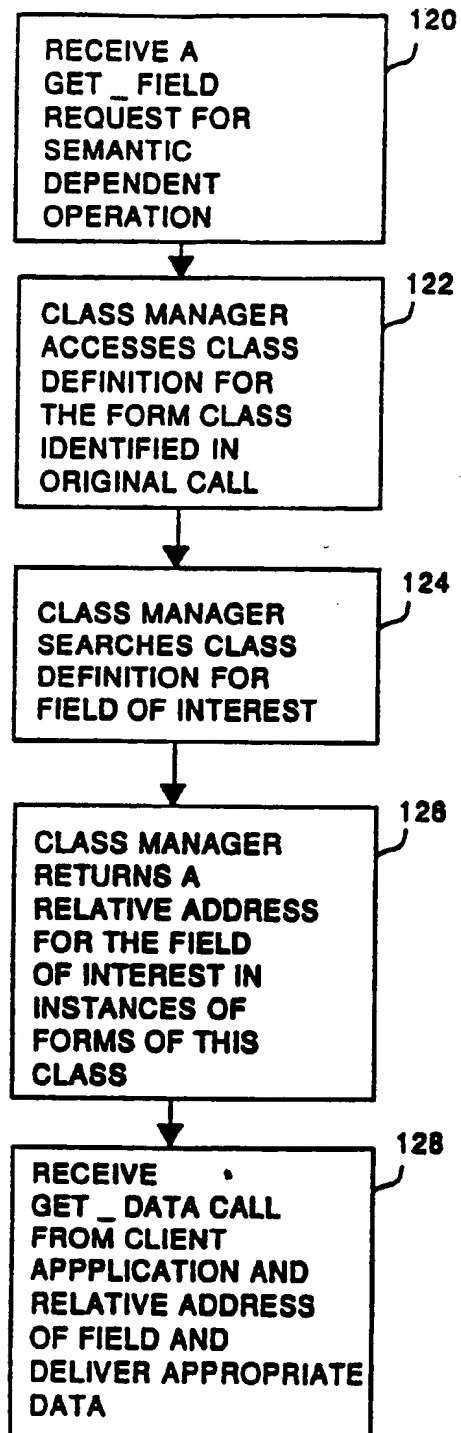 120
RECEIVE A
GET _ FIELD
REQUEST FOR
SEMANTIC
DEPENDENT
OPERATION
122
CLASS MANAGER
ACCESSES CLASS
DEFINITION FOR
THE FORM CLASS
IDENTIFIED IN
ORIGINAL CALL
124
CLASS MANAGER
SEARCHES CLASS
DEFINITION FOR
FIELD OF INTEREST
126
CLASS MANAGER
RETURNS A
RELATIVE ADDRESS
FOR THE FIELD
OF INTEREST IN
INSTANCES OF
FORMS OF THIS
CLASS
128
RECEIVE
GET _ DATA CALL
FROM CLIENT
APPPLICATION AND
RELATIVE ADDRESS
OF FIELD AND
DELIVER APPROPRIATE
DATA